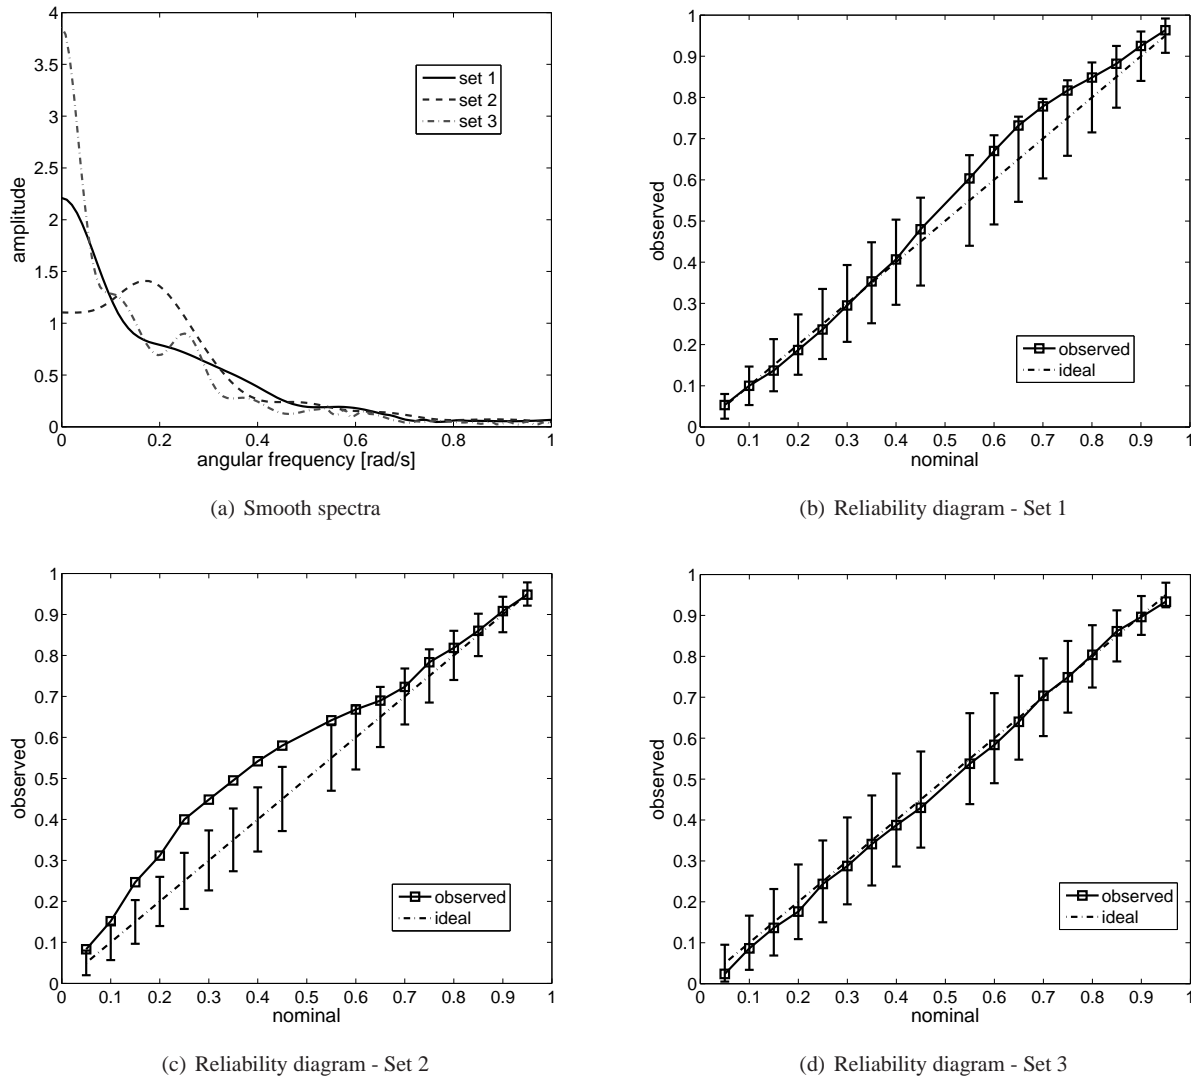 4
3.5
3
2.5
2
1.5
1
0.5
0
0 0.2 0.4 0.6 0.8 1
amplitude
angular frequency [rad/s]
set 1
set 2
set 3
(a) Smooth spectra
1
0.9
0.8
0.7
0.6
0.5
0.4
0.3
0.2
0.1
0
0 0.1 0.2 0.3 0.4 0.5 0.6 0.7 0.8 0.9 1
observed
nominal
observed
ideal
(b) Reliability diagram - Set 1
1
0.9
0.8
0.7
0.6
0.5
0.4
0.3
0.2
0.1
0
0 0.1 0.2 0.3 0.4 0.5 0.6 0.7 0.8 0.9 1
observed
nominal
observed
ideal
(c) Reliability diagram - Set 2
1
0.9
0.8
0.7
0.6
0.5
0.4
0.3
0.2
0.1
0
0 0.1 0.2 0.3 0.4 0.5 0.6 0.7 0.8 0.9 1
observed
nominal
observed
ideal
(d) Reliability diagram - Set 3